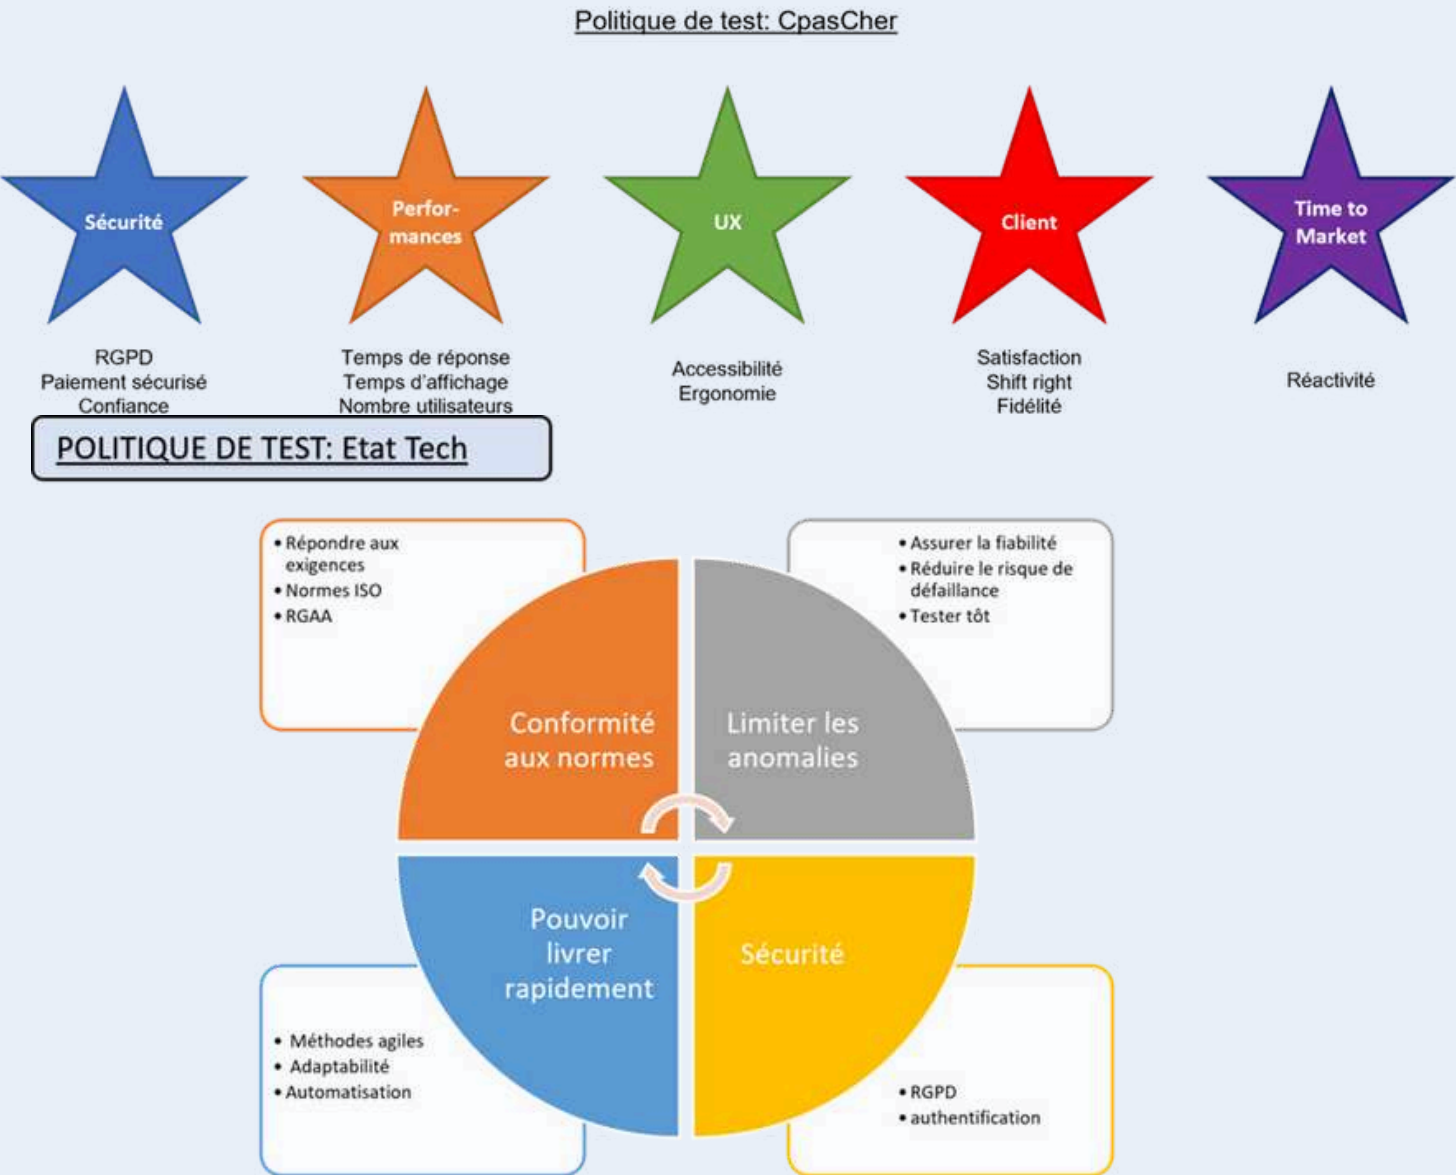 Politique de test: CpasCher
Sécurité
Perfor-
mances
UX
Client
Time to
Market
RGPD
Paiement sécurisé
Confiance
Temps de réponse
Temps d'affichage
Nombre utilisateurs
Accessibilité
Ergonomie
Satisfaction
Shift right
Fidélité
Réactivité
POLITIQUE DE TEST: Etat Tech
• Répondre aux
exigences
• Normes ISO
• RGAA
• Assurer la fiabilité
• Réduire le risque de
défaillance
• Tester tôt
Conformité
aux normes
Limiter les
anomalies
Pouvoir
livrer
rapidement
Sécurité
• Méthodes agiles
• Adaptabilité
• Automatisation
• RGPD
• authentification